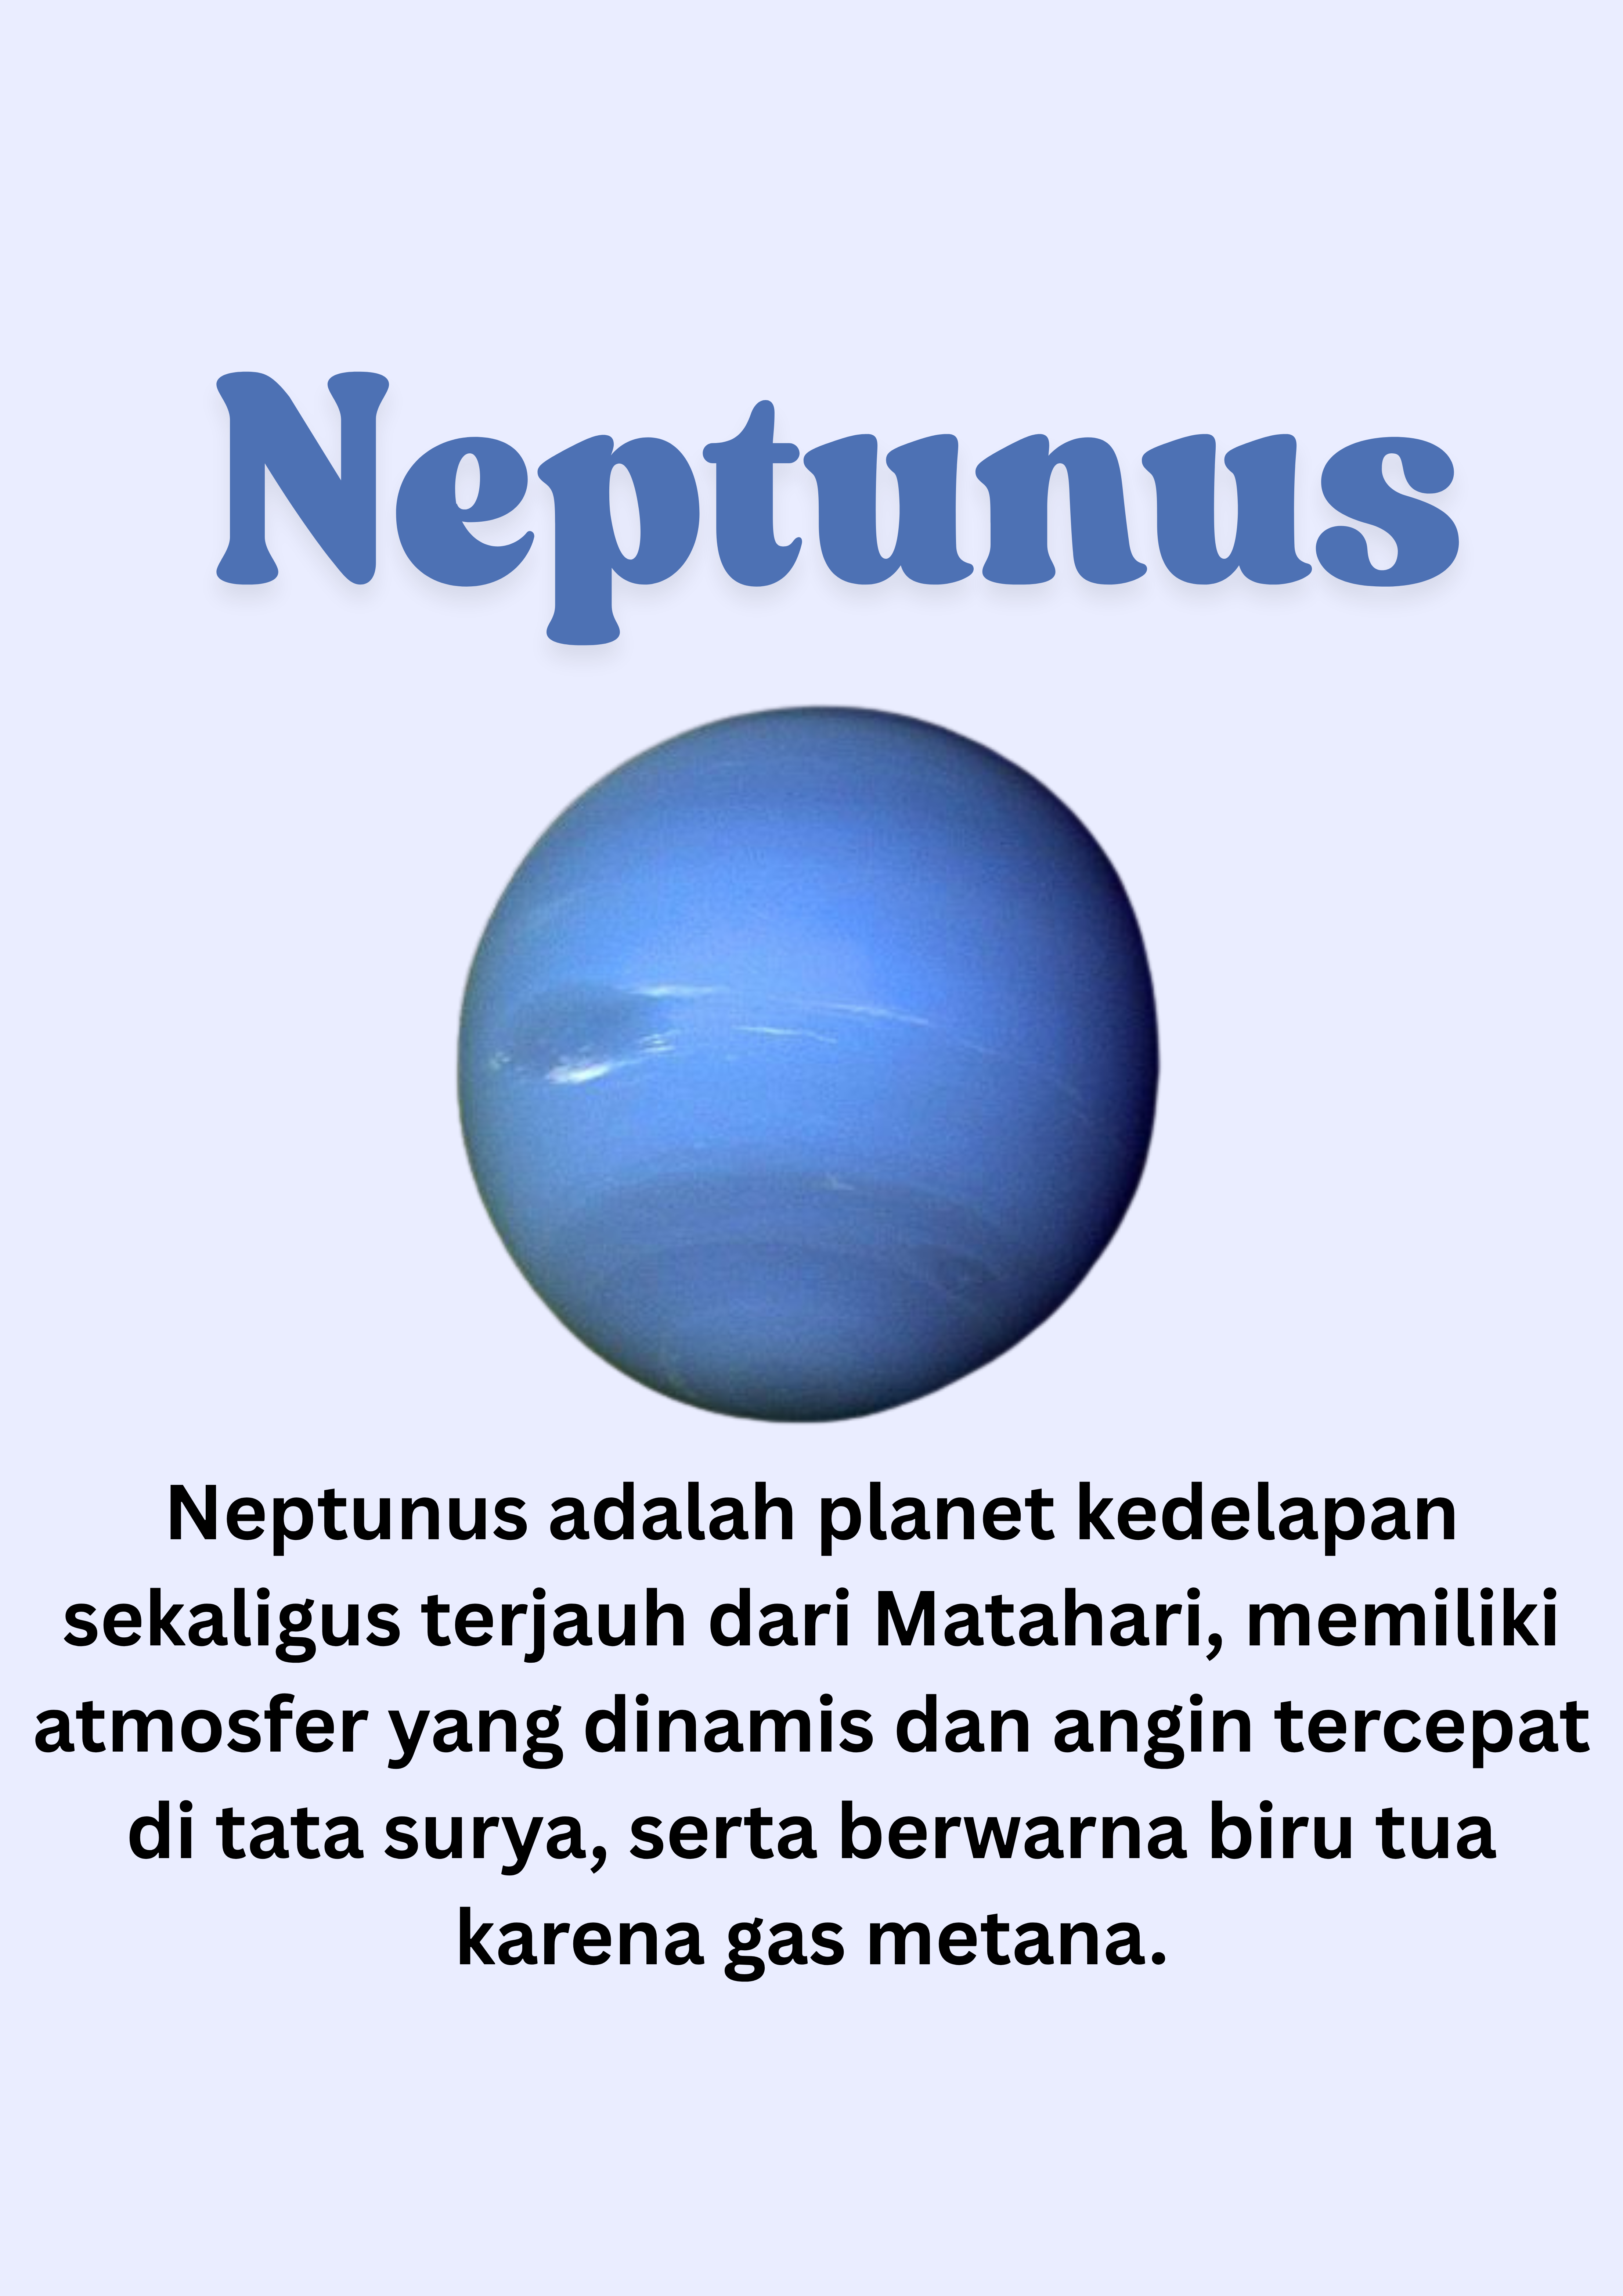 Neptunus
Neptunus adalah planet kedelapan
sekaligus terjauh dari Matahari, memiliki
atmosfer yang dinamis dan angin tercepat
di tata surya, serta berwarna biru tua
karena gas metana.